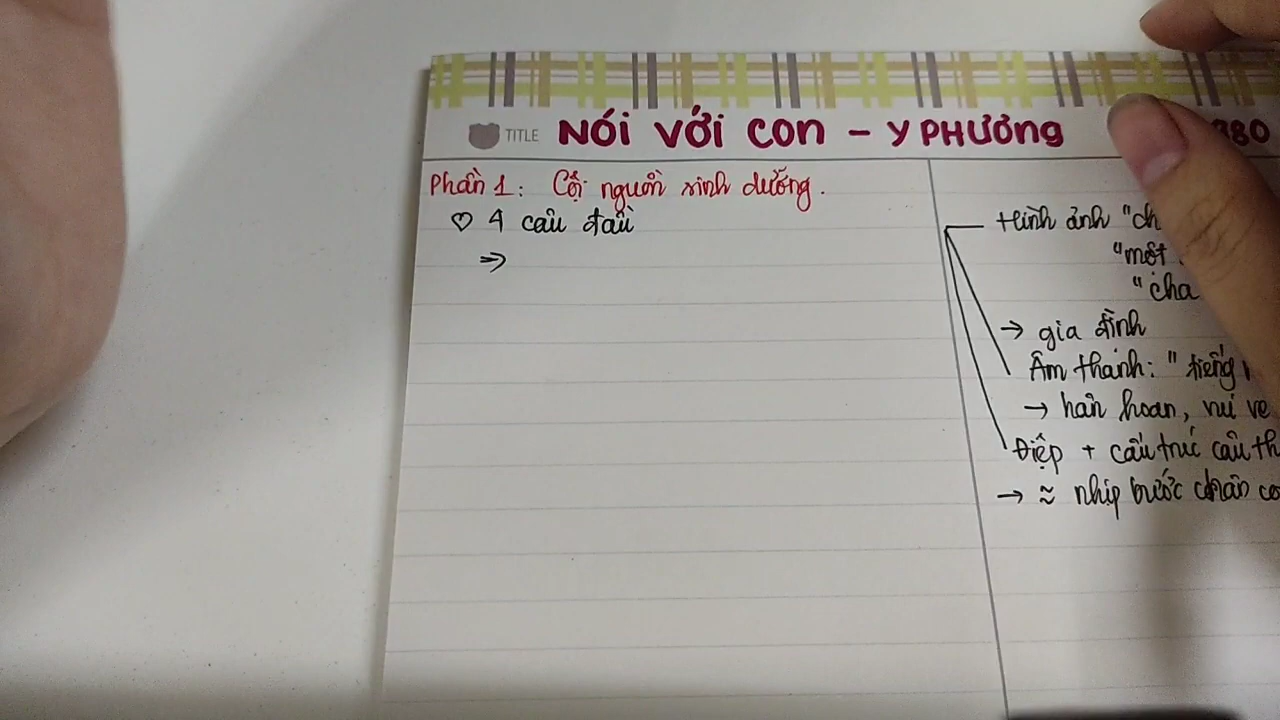 TITLE NÓI VỚI CON - Y PHƯƠNG 980
Phần 1: Cội nguồn sinh dưỡng.
4 câu đầu
⇒
Hình ảnh "ch
"một
"cha
→ gia đình
Âm thanh: " tiếng
→ hân hoan, vui vẻ
Điệp + cấu trúc câu th
→ ≈ nhịp bước chân co